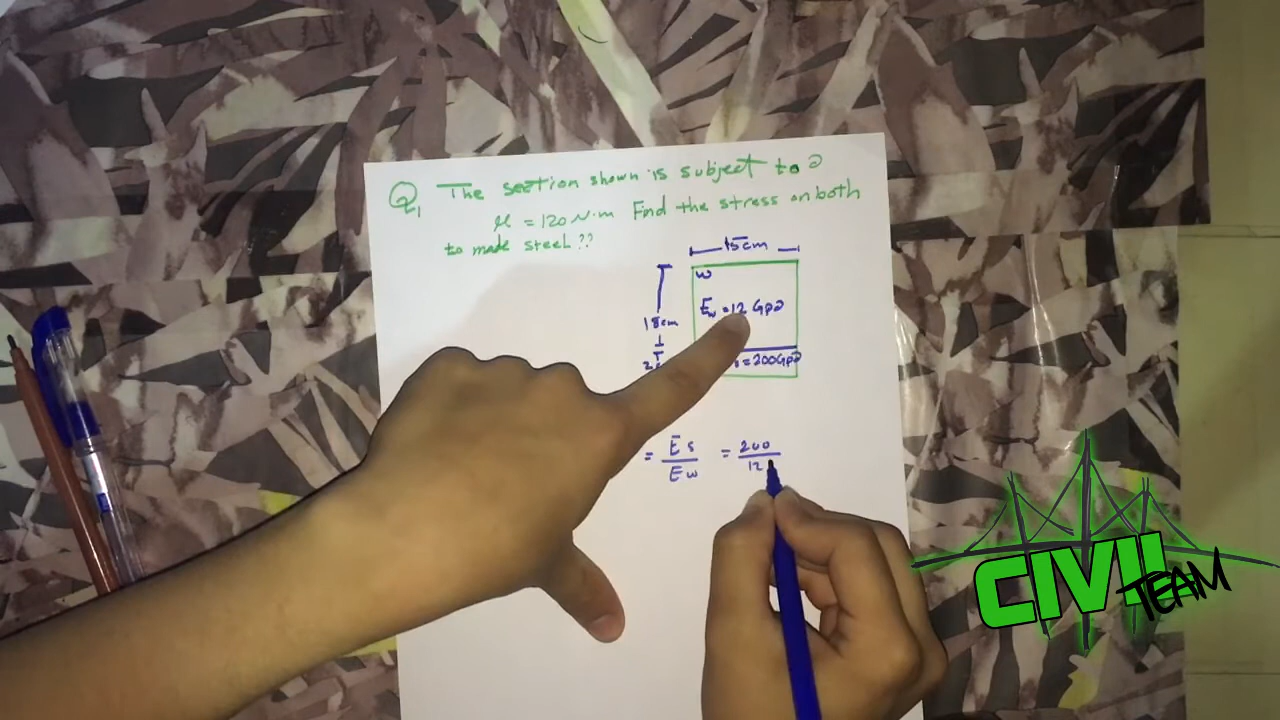 Q1 The section shown is subject to a
M = 120 N.m Find the stress on both
to made steel ??
15cm
w
Ew = 12 Gpa
18cm
= 200Gpa
= Es / Ew = 200 / 12
CIVIL
TEAM